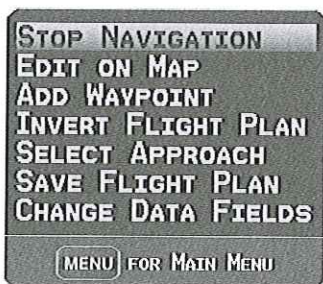 STOP NAVIGATION
EDIT ON MAP
ADD WAYPOINT
INVERT FLIGHT PLAN
SELECT APPROACH
SAVE FLIGHT PLAN
CHANGE DATA FIELDS
MENU FOR MAIN MENU